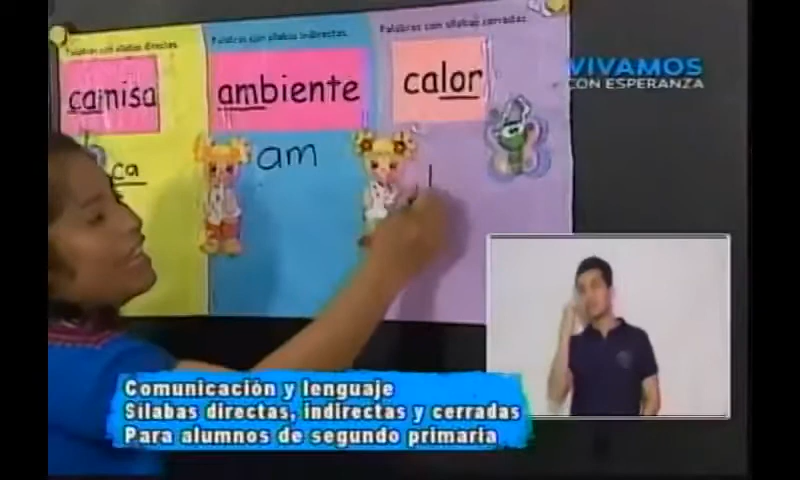 Palabras con sílabas directas.
Palabras con sílabas indirectas.
Palabras con sílabas cerradas
camisa
ambiente
calor
ca
am
l
VIVAMOS
CON ESPERANZA
Comunicación y lenguaje
Sílabas directas, indirectas y cerradas
Para alumnos de segundo primaria